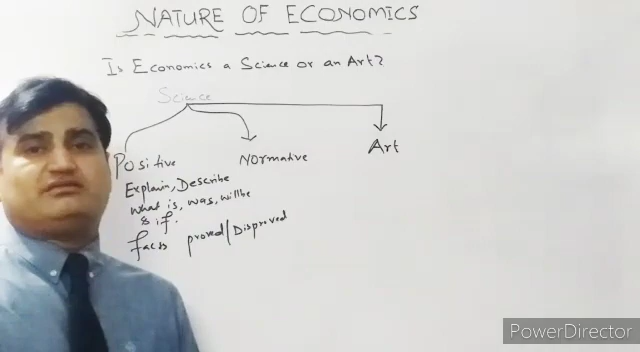 NATURE OF ECONOMICS
Is Economics a Science or an Art?
Science
Positive Normative Art
Explain, Describe
what is, was, will be
& if.
facts proved/Disproved
PowerDirector